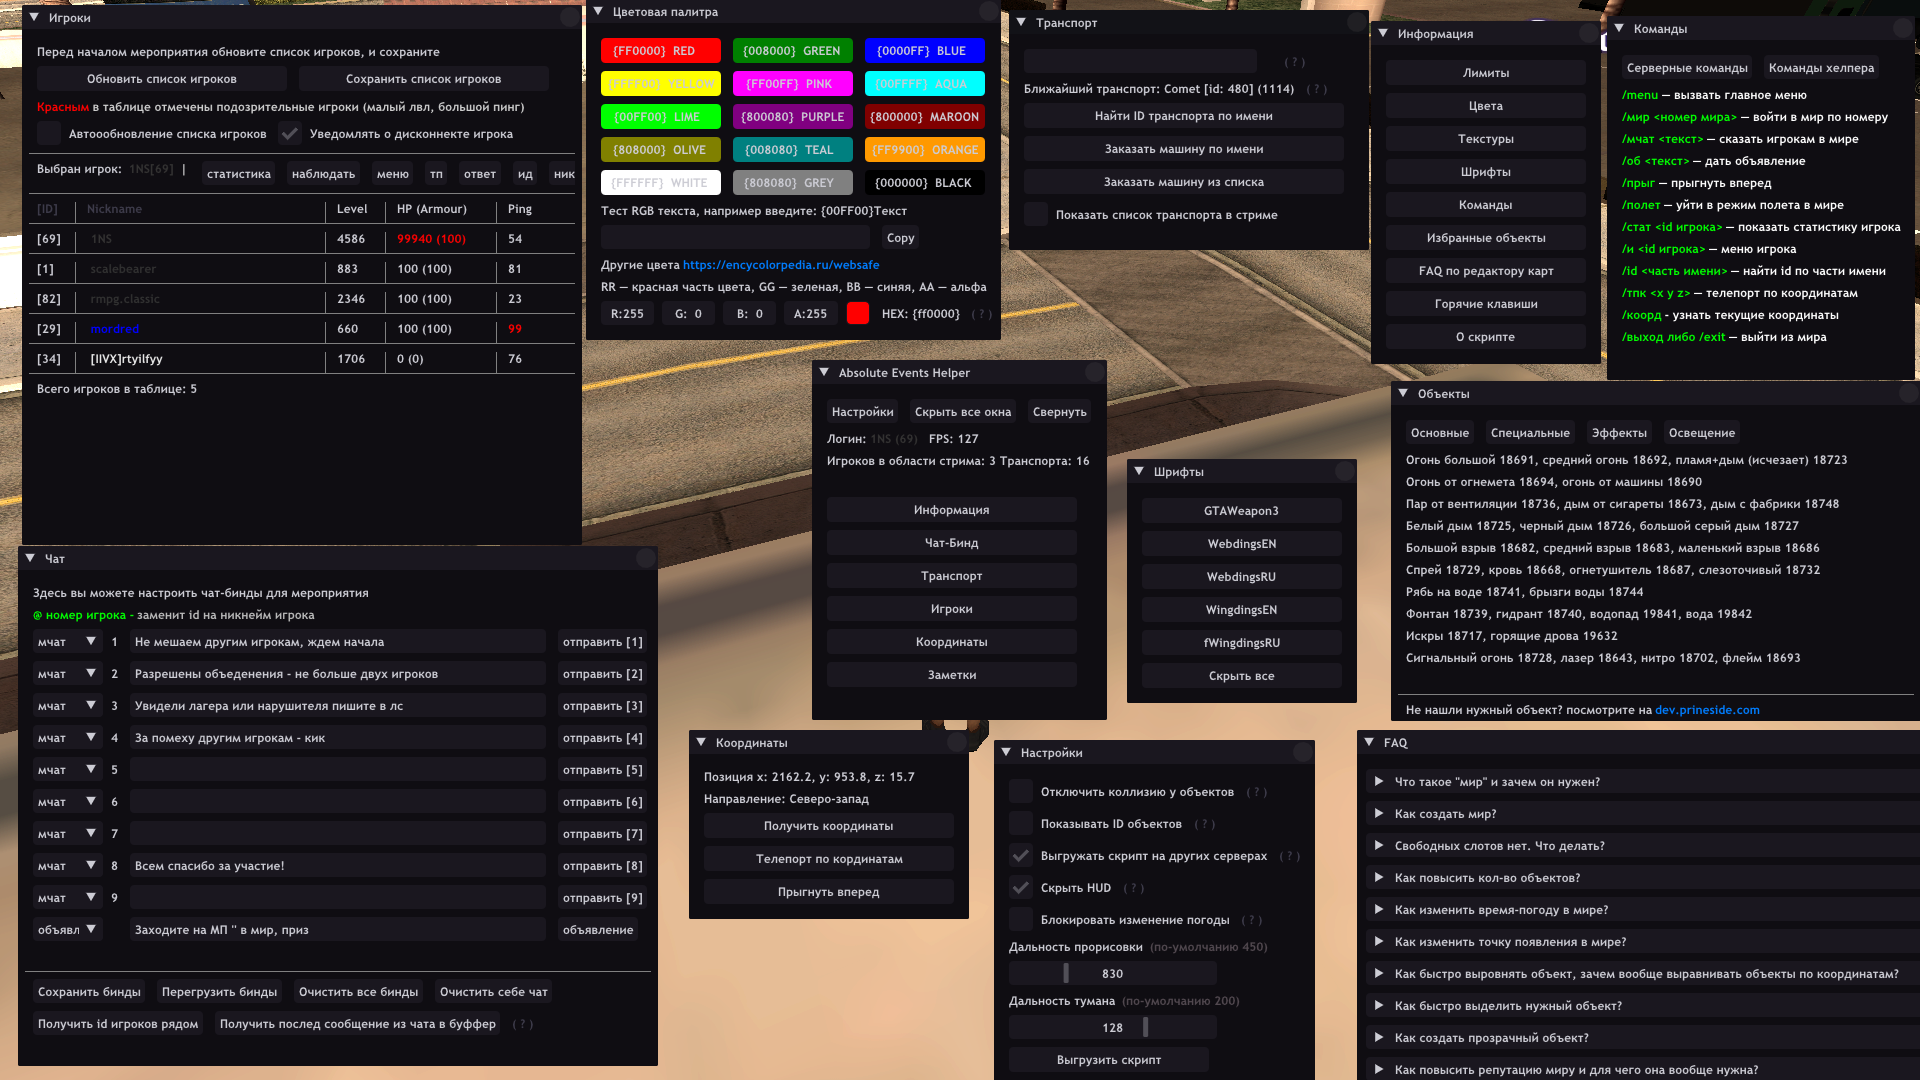 Игроки
Перед началом мероприятия обновите список игроков, и сохраните
Обновить список игроков
Сохранить список игроков
Красным в таблице отмечены подозрительные игроки (малый лвл, большой пинг)
Автоообновление списка игроков
Уведомлять о дисконнекте игрока
Выбран игрок: 1NS[69] | статистика наблюдать меню тп ответ ид ник
[ID] Nickname Level HP (Armour) Ping
[69] 1NS 4586 99940 (100) 54
[1] scalebearer 883 100 (100) 81
[82] rmpg.classic 2346 100 (100) 23
[29] mordred 660 100 (100) 99
[34] [IIVX]rtyilfyy 1706 0 (0) 76
Всего игроков в таблице: 5
Цветовая палитра
{FF0000} RED {008000} GREEN {0000FF} BLUE
{FFFF00} YELLOW {FF00FF} PINK {00FFFF} AQUA
{00FF00} LIME {800080} PURPLE {800000} MAROON
{808000} OLIVE {008080} TEAL {FF9900} ORANGE
{FFFFFF} WHITE {808080} GREY {000000} BLACK
Тест RGB текста, например введите: {00FF00}Текст
Copy
Другие цвета https://encycolorpedia.ru/websafe
RR — красная часть цвета, GG — зеленая, BB — синяя, AA — альфа
R:255 G: 0 B: 0 A:255 HEX: {ff0000} (?)
Транспорт
(?)
Ближайший транспорт: Comet [id: 480] (1114) (?)
Найти ID транспорта по имени
Заказать машину по имени
Заказать машину из списка
Показать список транспорта в стриме
Информация
Лимиты
Цвета
Текстуры
Шрифты
Команды
Избранные объекты
FAQ по редактору карт
Горячие клавиши
О скрипте
Команды
Серверные команды Команды хелпера
/menu — вызвать главное меню
/мир <номер мира> — войти в мир по номеру
/мчат <текст> — сказать игрокам в мире
/об <текст> — дать объявление
/прыг — прыгнуть вперед
/полет — уйти в режим полета в мире
/стат <id игрока> — показать статистику игрока
/и <id игрока> — меню игрока
/id <часть имени> — найти id по части имени
/тпк <x y z> — телепорт по координатам
/коорд - узнать текущие координаты
/выход либо /exit — выйти из мира
Absolute Events Helper
Настройки Скрыть все окна Свернуть
Логин: 1NS (69) FPS: 127
Игроков в области стрима: 3 Транспорта: 16
Информация
Чат-Бинд
Транспорт
Игроки
Координаты
Заметки
Шрифты
GTAWeapon3
WebdingsEN
WebdingsRU
WingdingsEN
fWingdingsRU
Скрыть все
Объекты
Основные Специальные Эффекты Освещение
Огонь большой 18691, средний огонь 18692, пламя+дым (исчезает) 18723
Огонь от огнемета 18694, огонь от машины 18690
Пар от вентиляции 18736, дым от сигареты 18673, дым с фабрики 18748
Белый дым 18725, черный дым 18726, большой серый дым 18727
Большой взрыв 18682, средний взрыв 18683, маленький взрыв 18686
Спрей 18729, кровь 18668, огнетушитель 18687, слезоточивый 18732
Рябь на воде 18741, брызги воды 18744
Фонтан 18739, гидрант 18740, водопад 19841, вода 19842
Искры 18717, горящие дрова 19632
Сигнальный огонь 18728, лазер 18643, нитро 18702, флейм 18693
Не нашли нужный объект? посмотрите на dev.prineside.com
Чат
Здесь вы можете настроить чат-бинды для мероприятия
@ номер игрока - заменит id на никнейм игрока
мчат 1 Не мешаем другим игрокам, ждем начала отправить [1]
мчат 2 Разрешены объеденения - не больше двух игроков отправить [2]
мчат 3 Увидели лагера или нарушителя пишите в лс отправить [3]
мчат 4 За помеху другим игрокам - кик отправить [4]
мчат 5 отправить [5]
мчат 6 отправить [6]
мчат 7 отправить [7]
мчат 8 Всем спасибо за участие! отправить [8]
мчат 9 отправить [9]
объявл Заходите на МП " в мир, приз объявление
Сохранить бинды Перегрузить бинды Очистить все бинды Очистить себе чат
Получить id игроков рядом Получить послед сообщение из чата в буффер (?)
Координаты
Позиция x: 2162.2, y: 953.8, z: 15.7
Направление: Северо-запад
Получить координаты
Телепорт по кординатам
Прыгнуть вперед
Настройки
Отключить коллизию у объектов (?)
Показывать ID объектов (?)
Выгружать скрипт на других серверах (?)
Скрыть HUD (?)
Блокировать изменение погоды (?)
Дальность прорисовки (по-умолчанию 450)
830
Дальность тумана (по-умолчанию 200)
128
Выгрузить скрипт
FAQ
Что такое "мир" и зачем он нужен?
Как создать мир?
Свободных слотов нет. Что делать?
Как повысить кол-во объектов?
Как изменить время-погоду в мире?
Как изменить точку появления в мире?
Как быстро выровнять объект, зачем вообще выравнивать объекты по координатам?
Как быстро выделить нужный объект?
Как создать прозрачный объект?
Как повысить репутацию миру и для чего она вообще нужна?